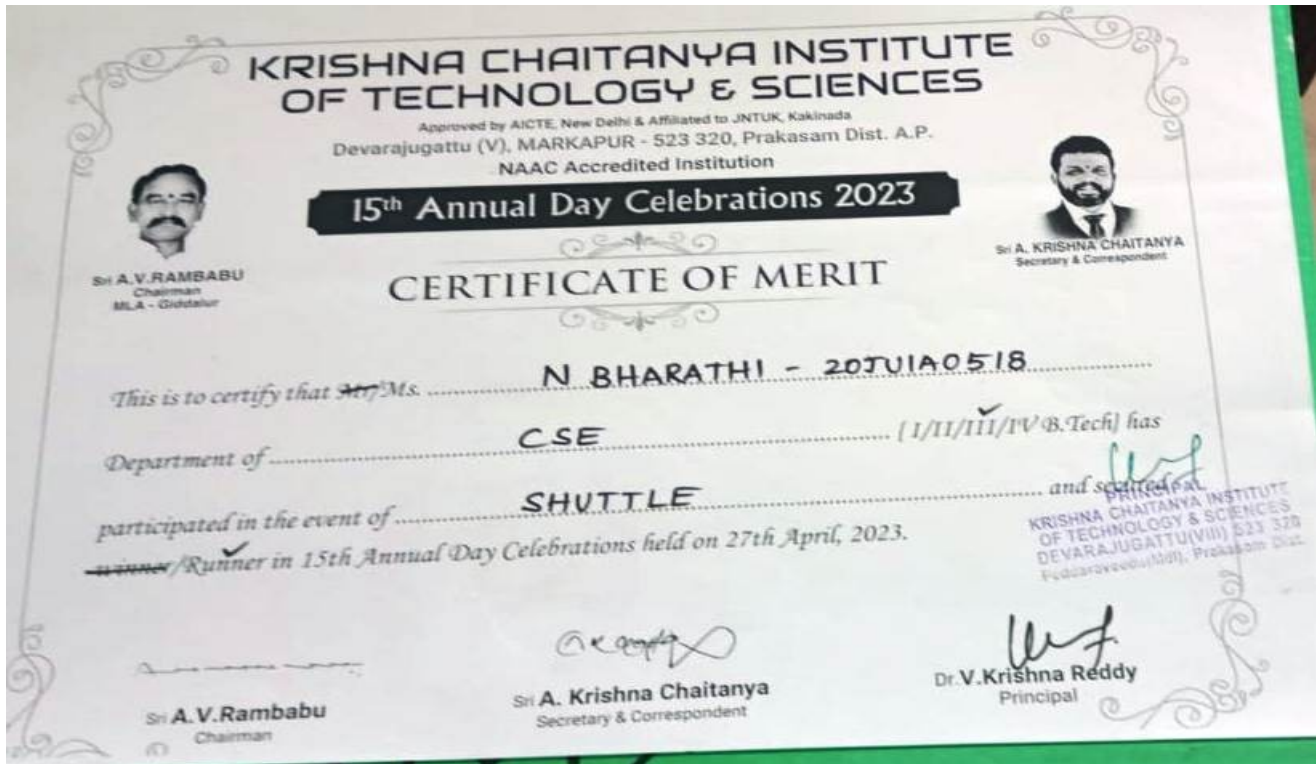 KRISHNA CHAITANYA INSTITUTE
OF TECHNOLOGY & SCIENCES
Approved by AICTE, New Delhi & Affiliated to JNTUK, Kakinada
Devarajugattu (V), MARKAPUR - 523 320, Prakasam Dist. A.P.
NAAC Accredited Institution
15th Annual Day Celebrations 2023
Sri A.V.RAMBABU
Chairman
MLA - Giddalur
Sri A. KRISHNA CHAITANYA
Secretary & Correspondent
CERTIFICATE OF MERIT
This is to certify that Mr/Ms. N BHARATHI - 20JU1A0518
Department of CSE [I/II/III/IV B.Tech] has
participated in the event of SHUTTLE and secured
winner/Runner in 15th Annual Day Celebrations held on 27th April, 2023.
PRINCIPAL
KRISHNA CHAITANYA INSTITUTE
OF TECHNOLOGY & SCIENCES
DEVARAJUGATTU(Vill) 523 320
Prakasam Dist.
Sri A.V.Rambabu
Chairman
Sri A. Krishna Chaitanya
Secretary & Correspondent
Dr.V.Krishna Reddy
Principal